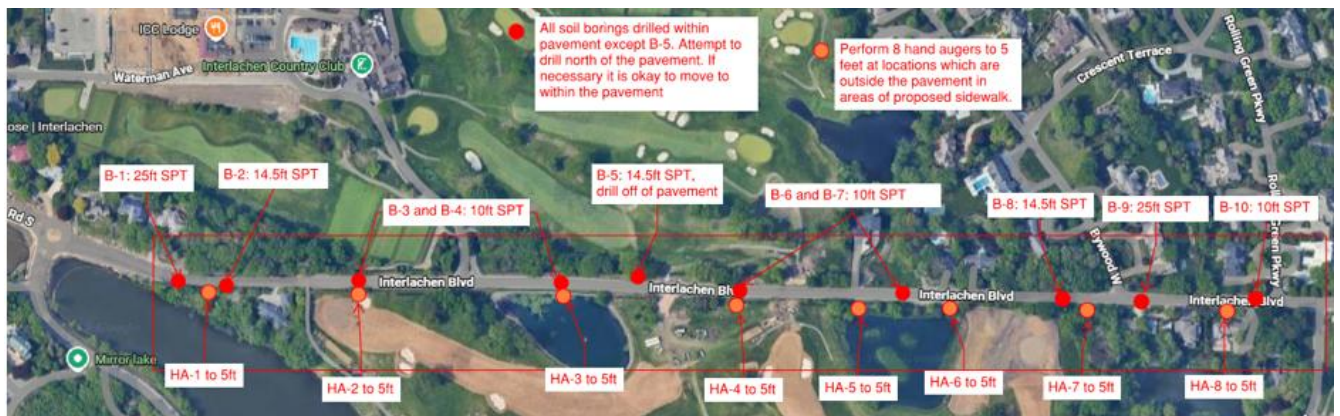 ICC Lodge
Interlachen Country Club
Waterman Ave
ose | Interlachen
Rd S
Mirror lake
All soil borings drilled within
pavement except B-5. Attempt to
drill north of the pavement. If
necessary it is okay to move to
within the pavement
Perform 8 hand augers to 5
feet at locations which are
outside the pavement in
areas of proposed sidewalk.
Crescent Terrace
Rolling Green Pkwy
B-1: 25ft SPT
B-2: 14.5ft SPT
B-3 and B-4: 10ft SPT
B-5: 14.5ft SPT,
drill off of pavement
B-6 and B-7: 10ft SPT
B-8: 14.5ft SPT
B-9: 25ft SPT
B-10: 10ft SPT
Rolli
Green Pkwy
Bywood W
Interlachen Blvd
Interlachen Blv
Interlachen Blvd
Interlachen Blvd
HA-1 to 5ft
HA-2 to 5ft
HA-3 to 5ft
HA-4 to 5ft
HA-5 to 5ft
HA-6 to 5ft
HA-7 to 5ft
HA-8 to 5ft